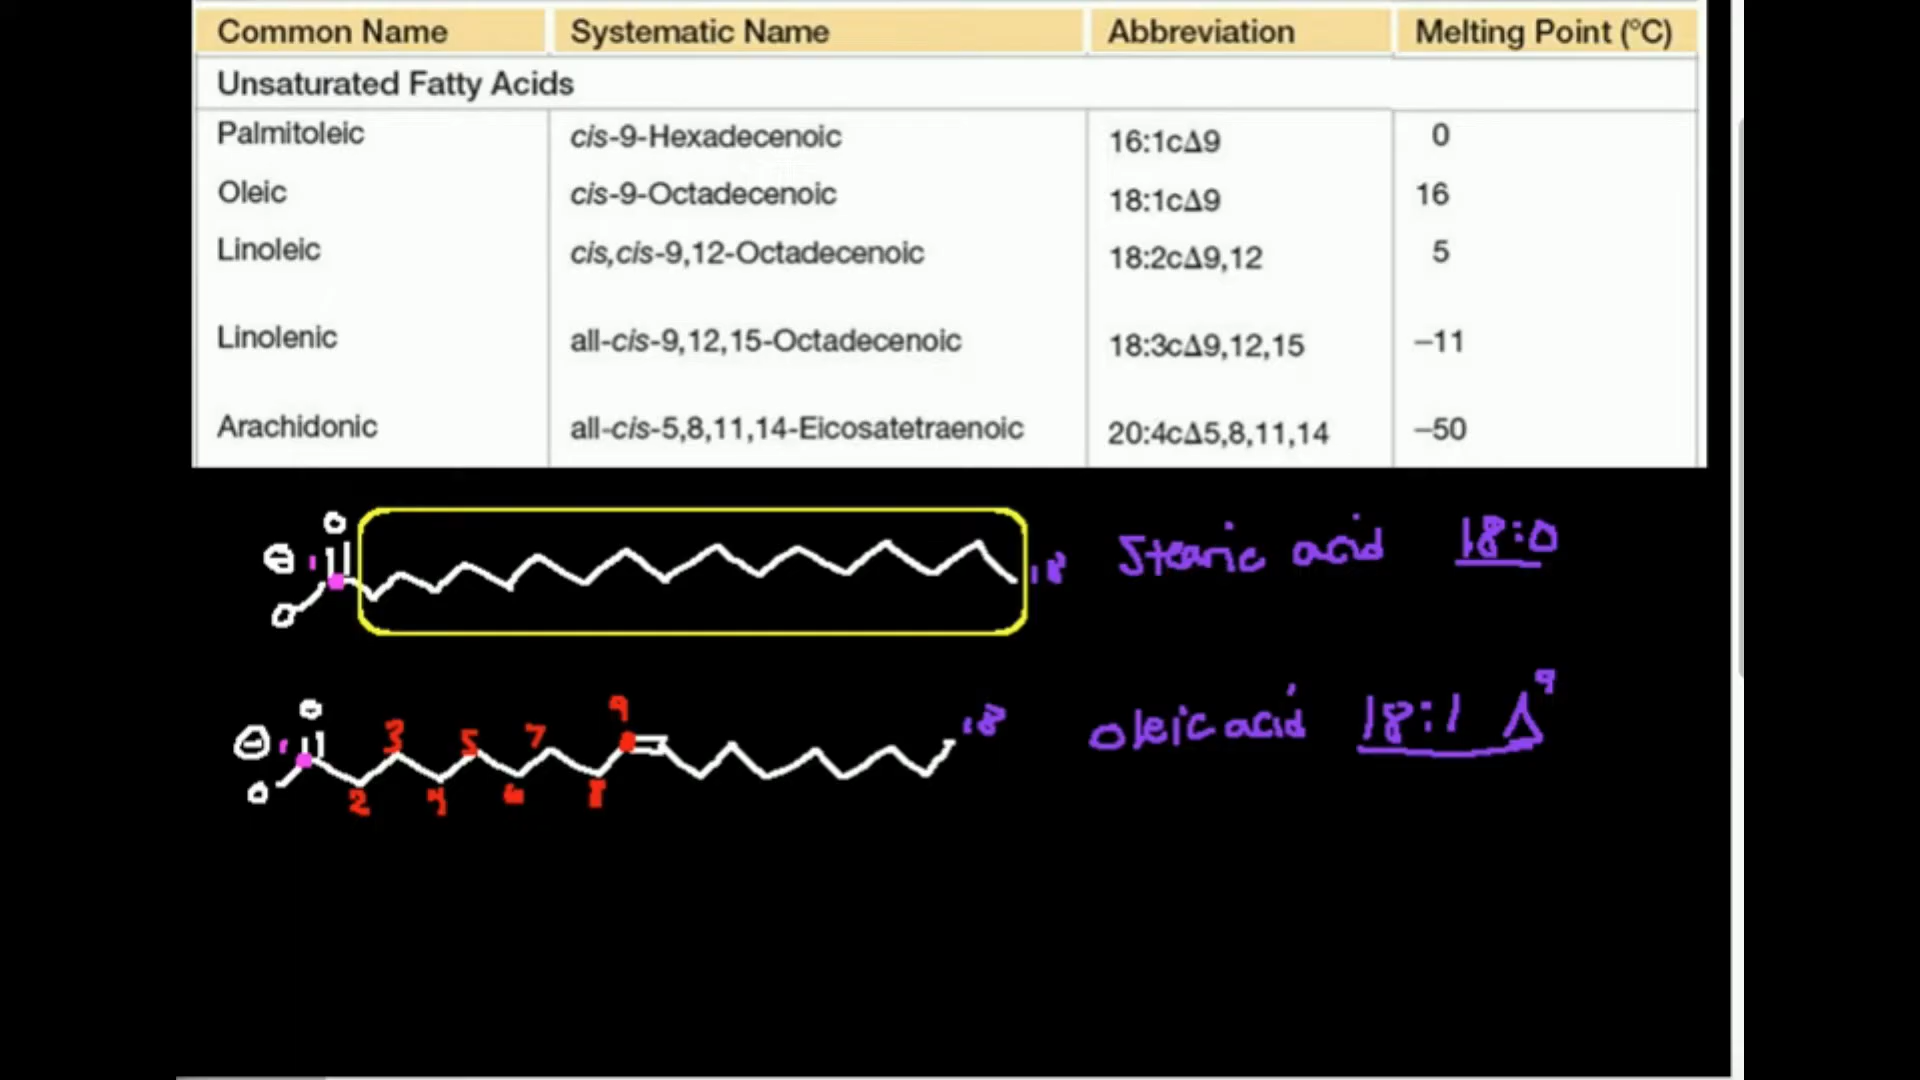 Common Name Systematic Name Abbreviation Melting Point (°C)
Unsaturated Fatty Acids
Palmitoleic cis-9-Hexadecenoic 16:1cΔ9 0
Oleic cis-9-Octadecenoic 18:1cΔ9 16
Linoleic cis,cis-9,12-Octadecenoic 18:2cΔ9,12 5
Linolenic all-cis-9,12,15-Octadecenoic 18:3cΔ9,12,15 –11
Arachidonic all-cis-5,8,11,14-Eicosatetraenoic 20:4cΔ5,8,11,14 –50
O
⊖ 1 18 Stearic acid 18:0
O
O 3 5 7 9 18
⊖ 1 oleic acid 18:1 Δ⁹
O 2 4 6 8